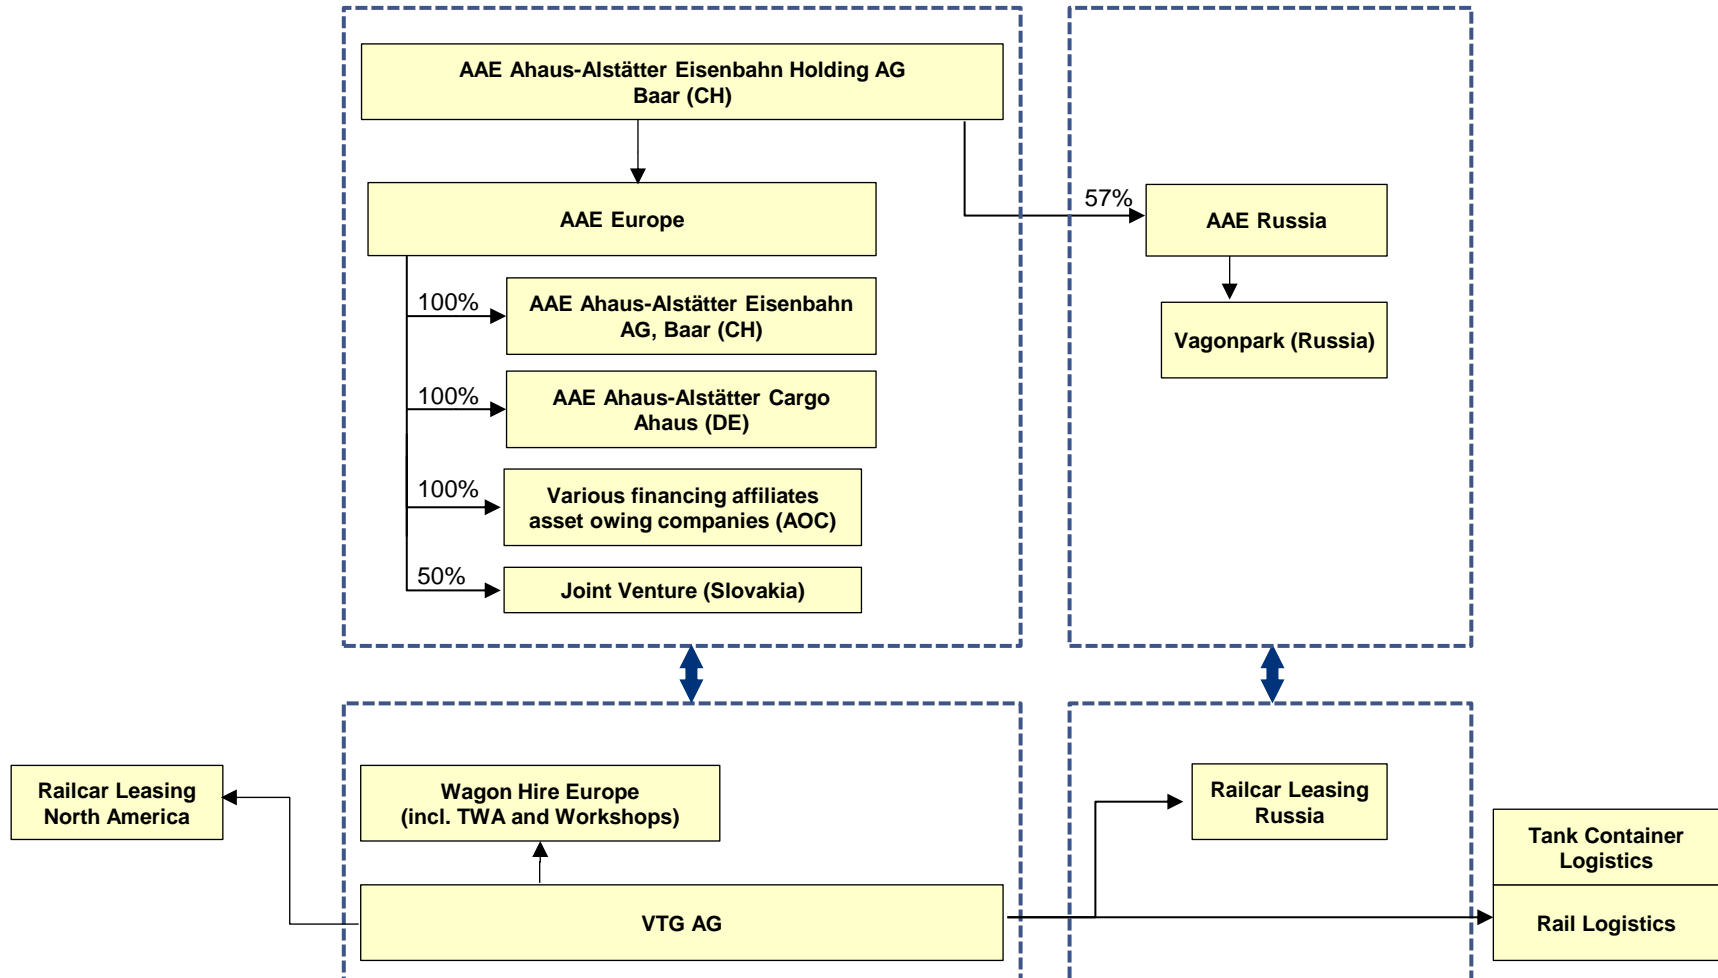 AAE Ahaus-Alstätter Eisenbahn Holding AG
Baar (CH)
AAE Europe
57%
AAE Russia
100%
AAE Ahaus-Alstätter Eisenbahn
AG, Baar (CH)
Vagonpark (Russia)
100%
AAE Ahaus-Alstätter Cargo
Ahaus (DE)
100%
Various financing affiliates
asset owing companies (AOC)
50%
Joint Venture (Slovakia)
Railcar Leasing
North America
Wagon Hire Europe
(incl. TWA and Workshops)
Railcar Leasing
Russia
Tank Container
Logistics
VTG AG
Rail Logistics